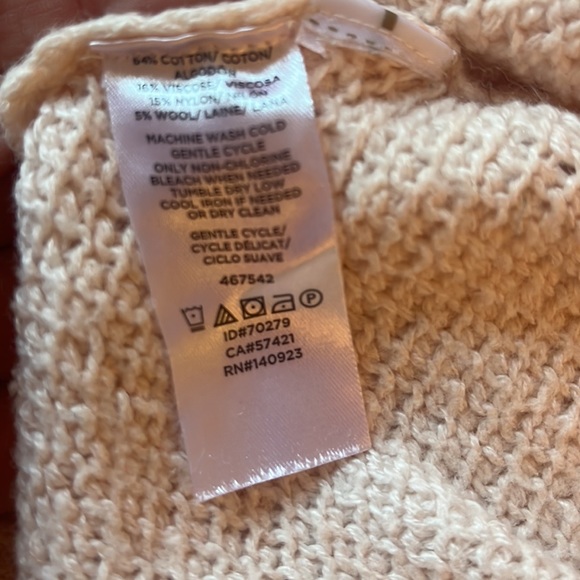 64% COTTON/ COTON/
ALGODON
16% VISCOSE/ VISCOSA
15% NYLON/ NILON
5% WOOL/ LAINE/ LANA
MACHINE WASH COLD
GENTLE CYCLE
ONLY NON-CHLORINE
BLEACH WHEN NEEDED
TUMBLE DRY LOW
COOL IRON IF NEEDED
OR DRY CLEAN
GENTLE CYCLE/
CYCLE DÉLICAT/
CICLO SUAVE
467542
P
ID#70279
CA#57421
RN#140923